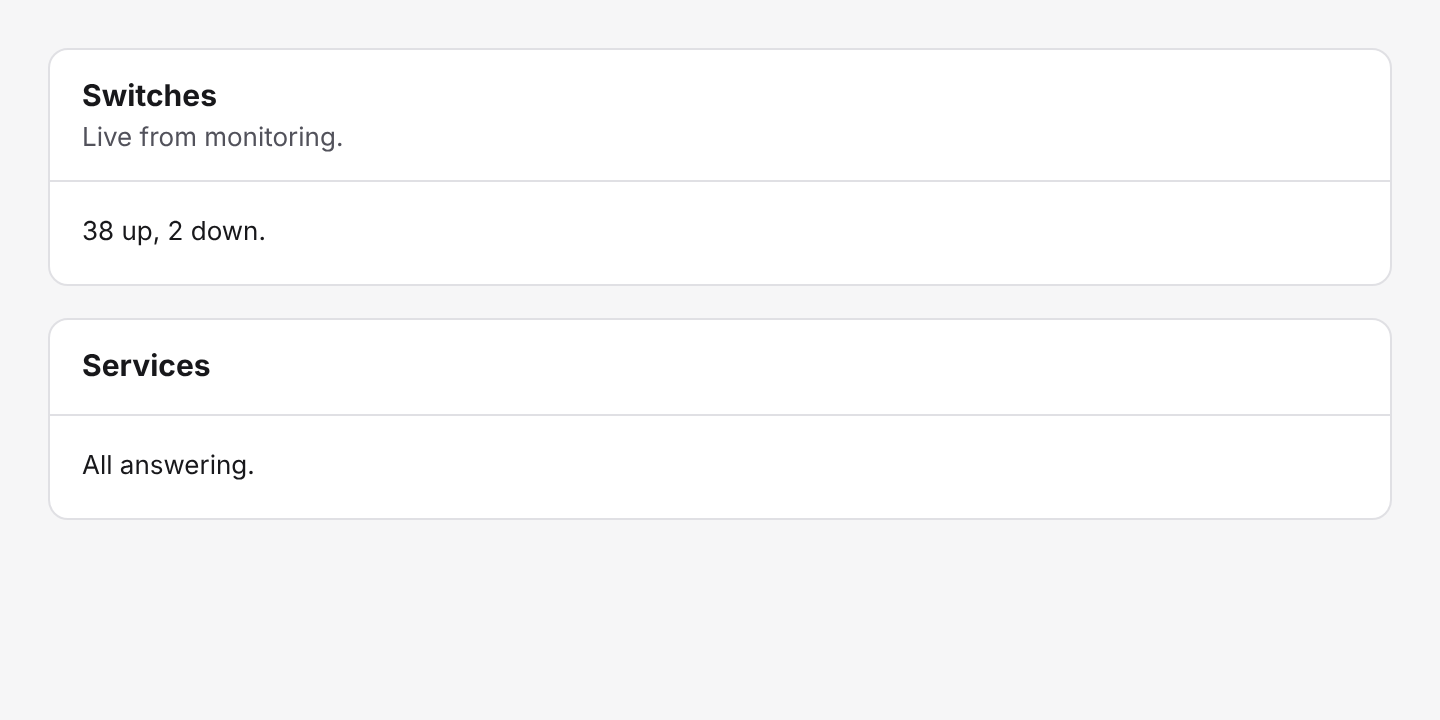 Switches
Live from monitoring.
38 up, 2 down.
Services
All answering.